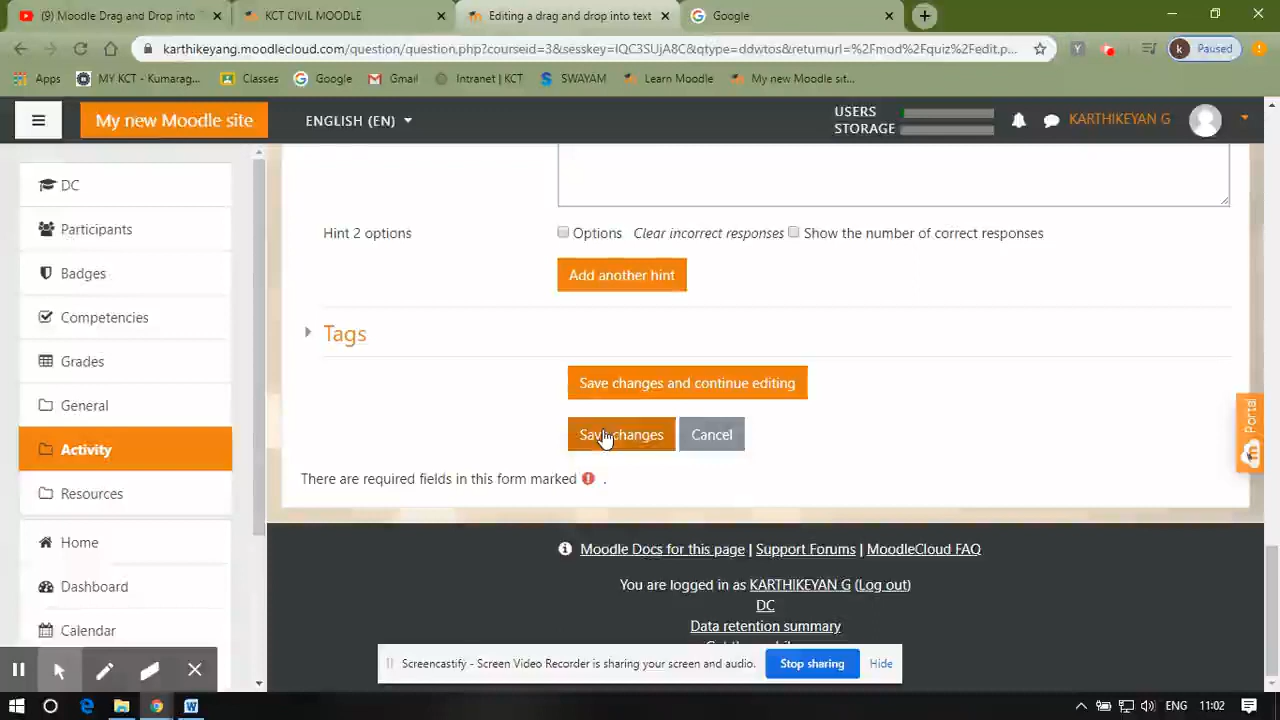 (9) Moodle Drag and Drop into
KCT CIVIL MOODLE
Editing a drag and drop into text
Google
karthikeyang.moodlecloud.com/question/question.php?courseid=3&sesskey=IQC3SUjA8C&qtype=ddwtos&returnurl=%2Fmod%2Fquiz%2Fedit.p...
Paused
Apps
MY KCT - Kumarag...
Classes
Google
Gmail
Intranet | KCT
SWAYAM
Learn Moodle
My new Moodle sit...
My new Moodle site
ENGLISH (EN)
USERS
STORAGE
KARTHIKEYAN G
DC
Participants
Badges
Competencies
Grades
General
Activity
Resources
Home
Dashboard
Calendar
Hint 2 options
Options Clear incorrect responses Show the number of correct responses
Add another hint
Tags
Save changes and continue editing
Save changes
Cancel
There are required fields in this form marked .
Portal
Moodle Docs for this page | Support Forums | MoodleCloud FAQ
You are logged in as KARTHIKEYAN G (Log out)
DC
Data retention summary
Screencastify - Screen Video Recorder is sharing your screen and audio.
Stop sharing
Hide
ENG
11:02